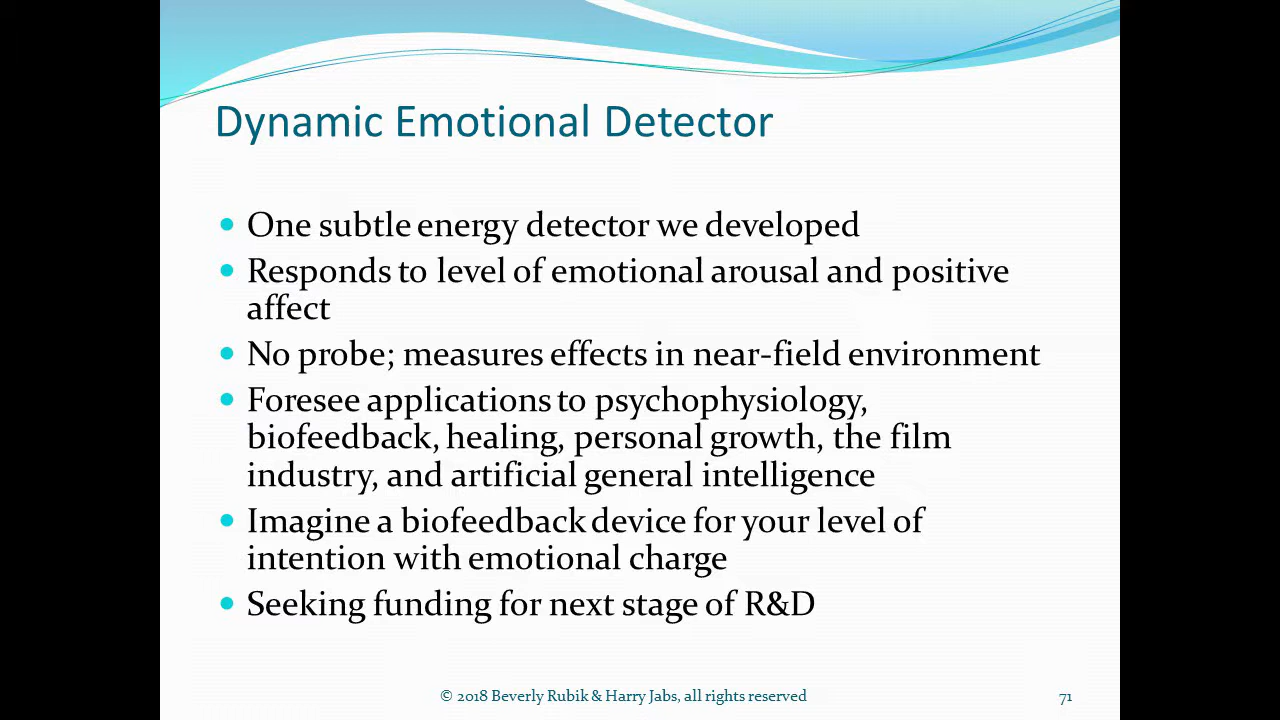 Dynamic Emotional Detector
• One subtle energy detector we developed
• Responds to level of emotional arousal and positive
affect
• No probe; measures effects in near-field environment
• Foresee applications to psychophysiology,
biofeedback, healing, personal growth, the film
industry, and artificial general intelligence
• Imagine a biofeedback device for your level of
intention with emotional charge
• Seeking funding for next stage of R&D
© 2018 Beverly Rubik & Harry Jabs, all rights reserved
71